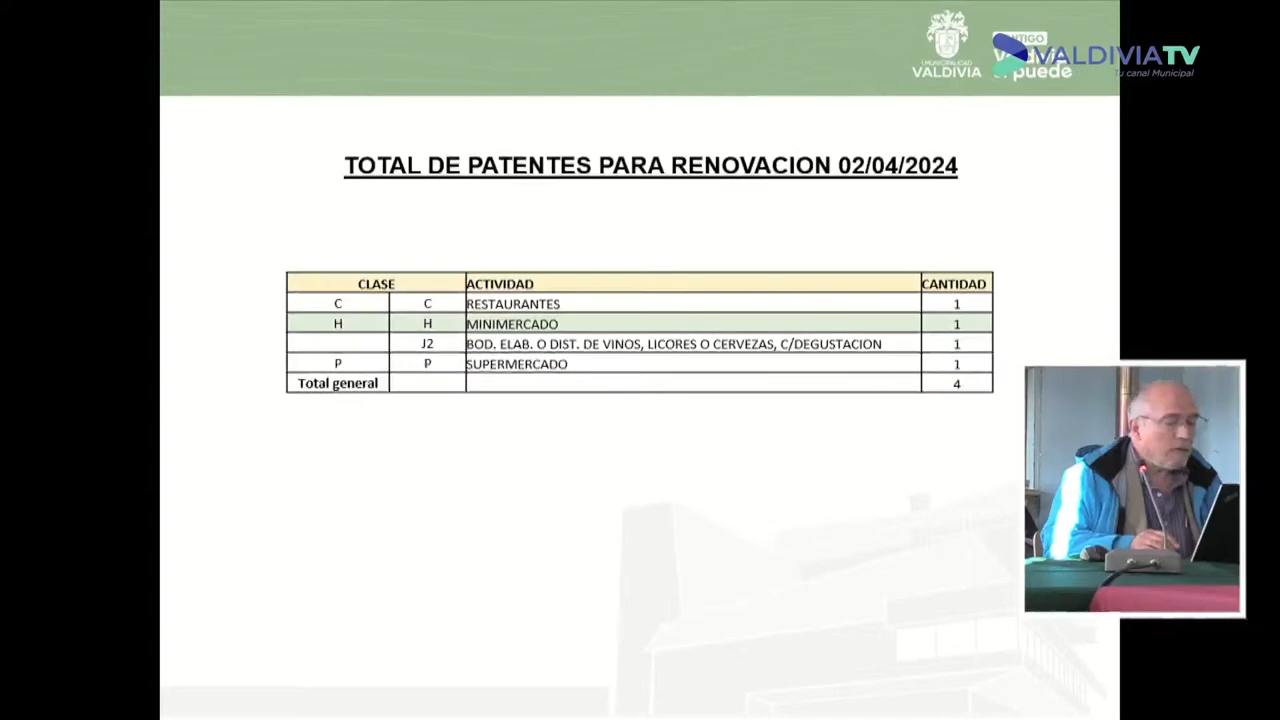 I. MUNICIPALIDAD
VALDIVIA
puede
VALDIVIATV
Tu canal Municipal
TOTAL DE PATENTES PARA RENOVACION 02/04/2024
CLASE ACTIVIDAD CANTIDAD
C C RESTAURANTES 1
H H MINIMERCADO 1
J2 BOD. ELAB. O DIST. DE VINOS, LICORES O CERVEZAS, C/DEGUSTACION 1
P P SUPERMERCADO 1
Total general 4